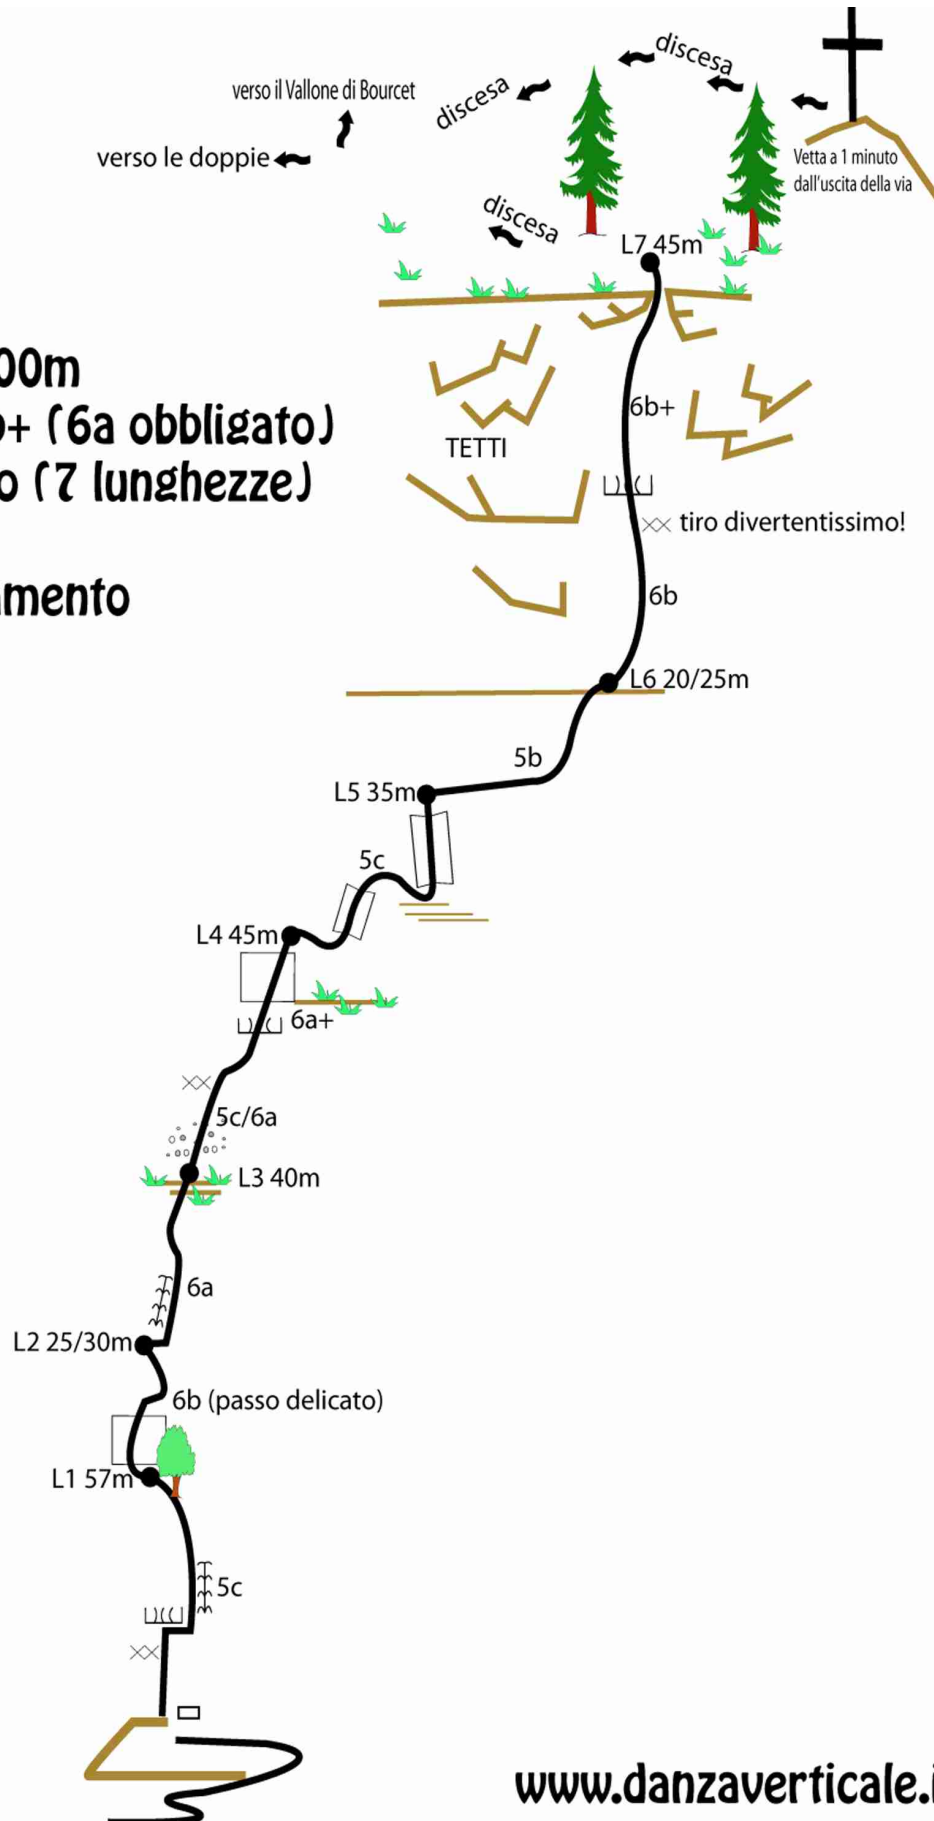 discesa
verso il Vallone di Bourcet
discesa
verso le doppie
Vetta a 1 minuto
dall'uscita della via
discesa
L7 45m
00m
6b+
+ (6a obbligato)
TETTI
o (7 lunghezze)
tiro divertentissimo!
amento
6b
L6 20/25m
5b
L5 35m
5c
L4 45m
6a+
5c/6a
L3 40m
6a
L2 25/30m
6b (passo delicato)
L1 57m
5c
www.danzaverticale.i